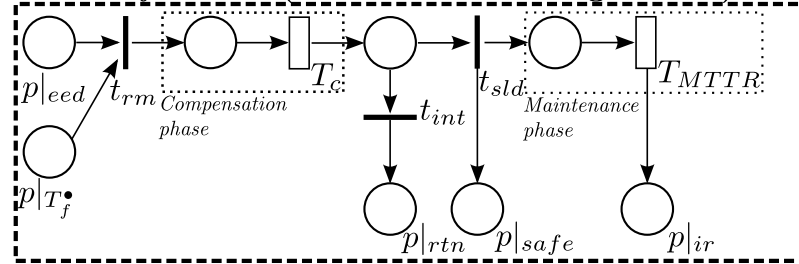 p|eed
t_rm
Compensation
phase
T_c
t_int
t_sld
Maintenance
phase
T_MTTR
p|T_f^•
p|rtn
p|safe
p|ir